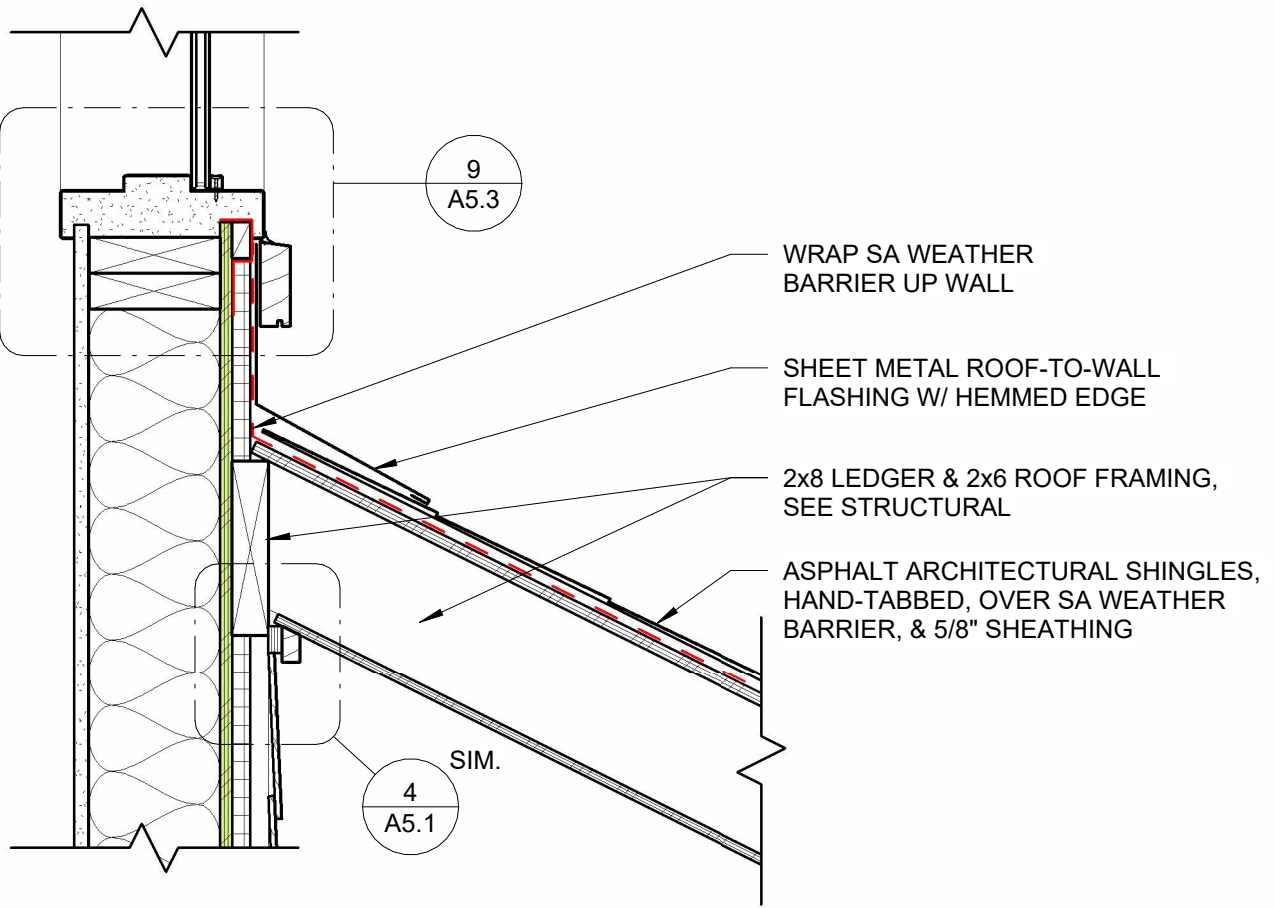 9
A5.3
WRAP SA WEATHER
BARRIER UP WALL
SHEET METAL ROOF-TO-WALL
FLASHING W/ HEMMED EDGE
2x8 LEDGER & 2x6 ROOF FRAMING,
SEE STRUCTURAL
ASPHALT ARCHITECTURAL SHINGLES,
HAND-TABBED, OVER SA WEATHER
BARRIER, & 5/8" SHEATHING
SIM.
4
A5.1